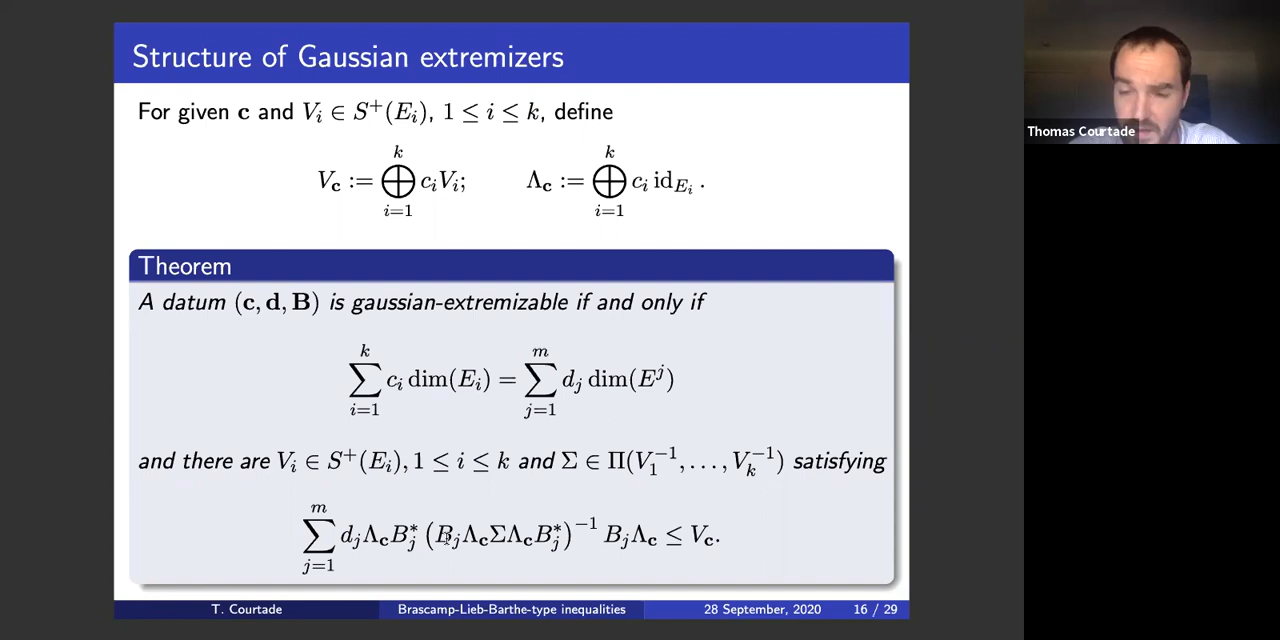 Structure of Gaussian extremizers
For given c and V_i ∈ S^+(E_i), 1 ≤ i ≤ k, define
V_c := ⊕_{i=1}^{k} c_i V_i;    Λ_c := ⊕_{i=1}^{k} c_i id_{E_i}.
Theorem
A datum (c, d, B) is gaussian-extremizable if and only if
∑_{i=1}^{k} c_i dim(E_i) = ∑_{j=1}^{m} d_j dim(E^j)
and there are V_i ∈ S^+(E_i), 1 ≤ i ≤ k and Σ ∈ Π(V_1^{-1}, . . . , V_k^{-1}) satisfying
∑_{j=1}^{m} d_j Λ_c B_j^* (B_j Λ_c Σ Λ_c B_j^*)^{-1} B_j Λ_c ≤ V_c.
T. Courtade    Brascamp-Lieb-Barthe-type inequalities    28 September, 2020    16 / 29
Thomas Courtade